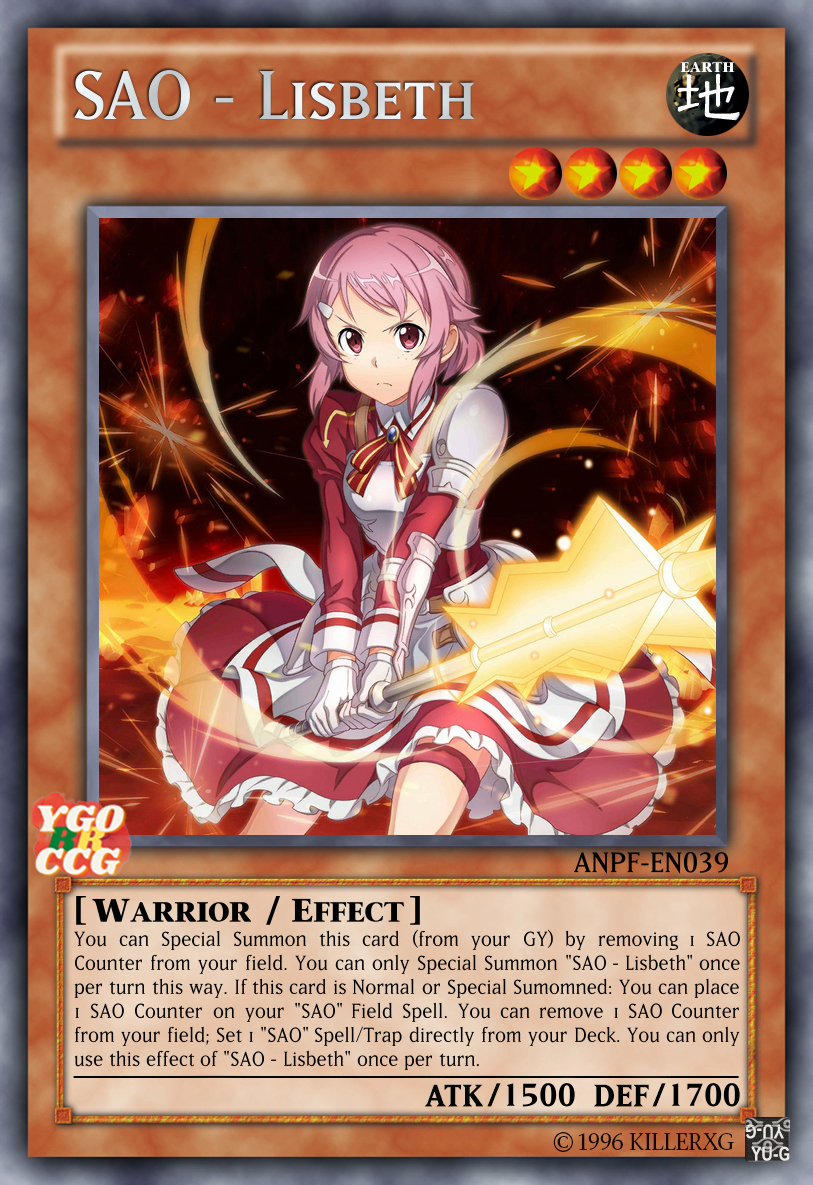 SAO - Lisbeth
EARTH
地
YGO
RR
CCG
ANPF-EN039
[ Warrior / Effect ]
You can Special Summon this card (from your GY) by removing 1 SAO
Counter from your field. You can only Special Summon "SAO - Lisbeth" once
per turn this way. If this card is Normal or Special Sumomned: You can place
1 SAO Counter on your "SAO" Field Spell. You can remove 1 SAO Counter
from your field; Set 1 "SAO" Spell/Trap directly from your Deck. You can only
use this effect of "SAO - Lisbeth" once per turn.
ATK/1500 DEF/1700
© 1996 KILLERXG
YU-G